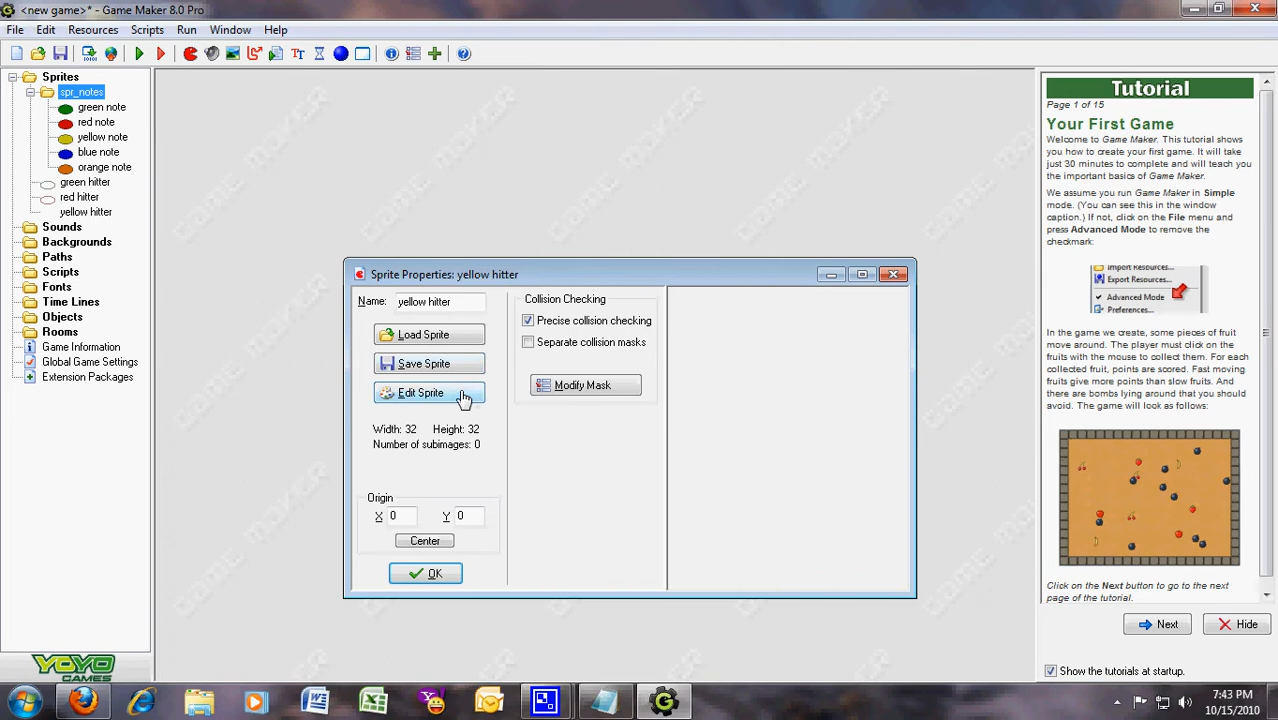 <new game>* - Game Maker 8.0 Pro
File Edit Resources Scripts Run Window Help
Sprites
spr_notes
green note
red note
yellow note
blue note
orange note
green hitter
red hitter
yellow hitter
Sounds
Backgrounds
Paths
Scripts
Fonts
Time Lines
Objects
Rooms
Game Information
Global Game Settings
Extension Packages
YOYO
GAMES
Sprite Properties: yellow hitter
Name: yellow hitter
Load Sprite
Save Sprite
Edit Sprite
Width: 32 Height: 32
Number of subimages: 0
Origin
X 0 Y 0
Center
OK
Collision Checking
Precise collision checking
Separate collision masks
Modify Mask
Tutorial
Page 1 of 15
Your First Game
Welcome to Game Maker. This tutorial shows
you how to create your first game. It will take
just 30 minutes to complete and will teach you
the important basics of Game Maker.
We assume you run Game Maker in Simple
mode. (You can see this in the window
caption.) If not, click on the File menu and
press Advanced Mode to remove the
checkmark:
Import Resources...
Export Resources...
Advanced Mode
Preferences...
In the game we create, some pieces of fruit
move around. The player must click on the
fruits with the mouse to collect them. For each
collected fruit, points are scored. Fast moving
fruits give more points than slow fruits. And
there are bombs lying around that you should
avoid. The game will look as follows:
Click on the Next button to go to the next
page of the tutorial.
Next Hide
Show the tutorials at startup.
7:43 PM
10/15/2010